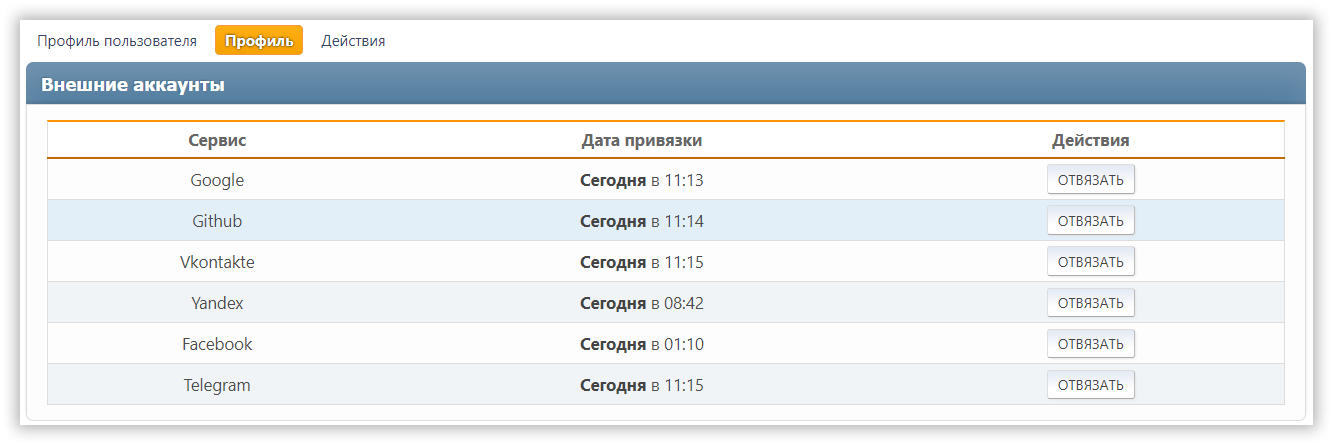 Профиль пользователя Профиль Действия
Внешние аккаунты
Сервис Дата привязки Действия
Google Сегодня в 11:13 ОТВЯЗАТЬ
Github Сегодня в 11:14 ОТВЯЗАТЬ
Vkontakte Сегодня в 11:15 ОТВЯЗАТЬ
Yandex Сегодня в 08:42 ОТВЯЗАТЬ
Facebook Сегодня в 01:10 ОТВЯЗАТЬ
Telegram Сегодня в 11:15 ОТВЯЗАТЬ